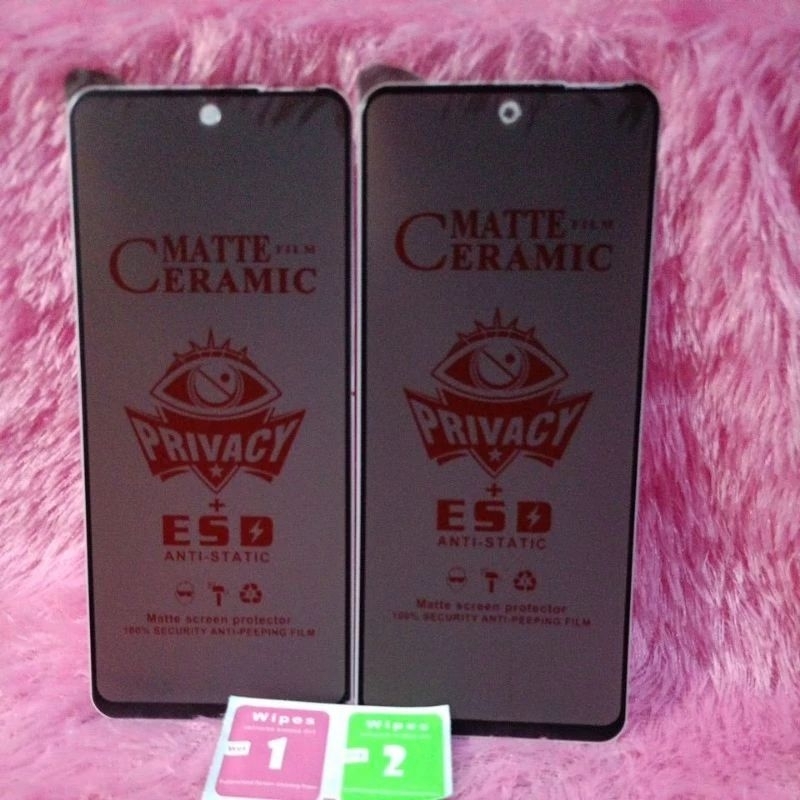 MATTE FILM
CERAMIC
PRIVACY
+
ESD
ANTI-STATIC
Matte screen protector
100% SECURITY ANTI-PEEPING FILM
MATTE FILM
CERAMIC
PRIVACY
+
ESD
ANTI-STATIC
Matte screen protector
100% SECURITY ANTI-PEEPING FILM
Wipes
WET
1
Wipes
2